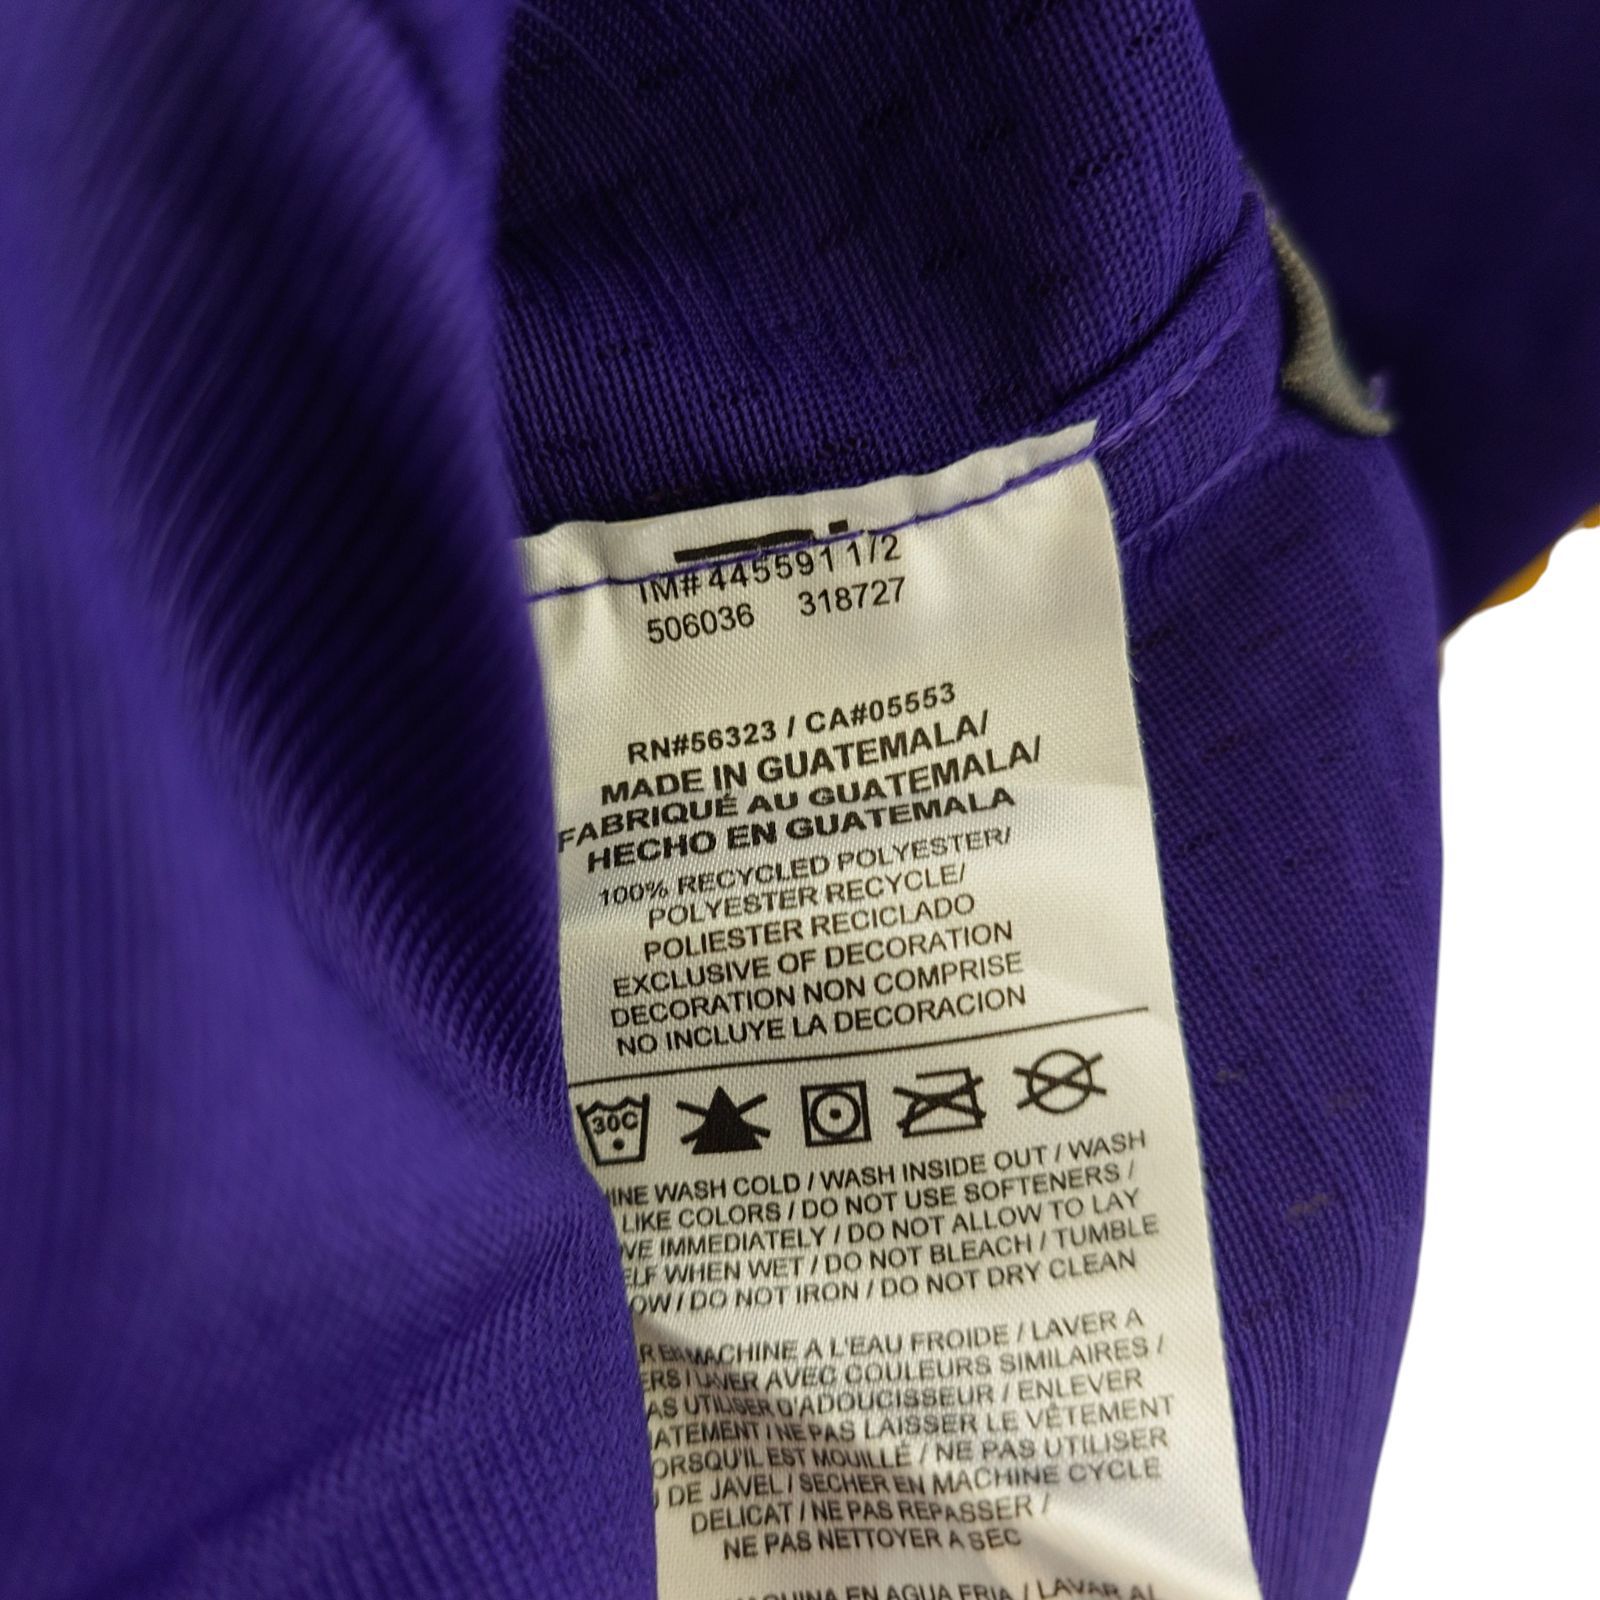 IM# 445591 1/2
506036 318727
RN#56323 / CA#05553
MADE IN GUATEMALA/
FABRIQUÉ AU GUATEMALA/
HECHO EN GUATEMALA
100% RECYCLED POLYESTER/
POLYESTER RECYCLE/
POLIESTER RECICLADO
EXCLUSIVE OF DECORATION
DECORATION NON COMPRISE
NO INCLUYE LA DECORACION
30C
WASH COLD / WASH INSIDE OUT / WASH
LIKE COLORS / DO NOT USE SOFTENERS /
IMMEDIATELY / DO NOT ALLOW TO LAY
WHEN WET / DO NOT BLEACH / TUMBLE
/ DO NOT IRON / DO NOT DRY CLEAN
MACHINE A L'EAU FROIDE / LAVER A
/ LAVER AVEC COULEURS SIMILAIRES /
UTILISER D'ADOUCISSEUR / ENLEVER
/ NE PAS LAISSER LE VÊTEMENT
EST MOUILLÉ / NE PAS UTILISER
DE JAVEL / SECHER EN MACHINE CYCLE
DELICAT / NE PAS REPASSER /
NE PAS NETTOYER A SEC
EN AGUA FRIA / LAVAR AL